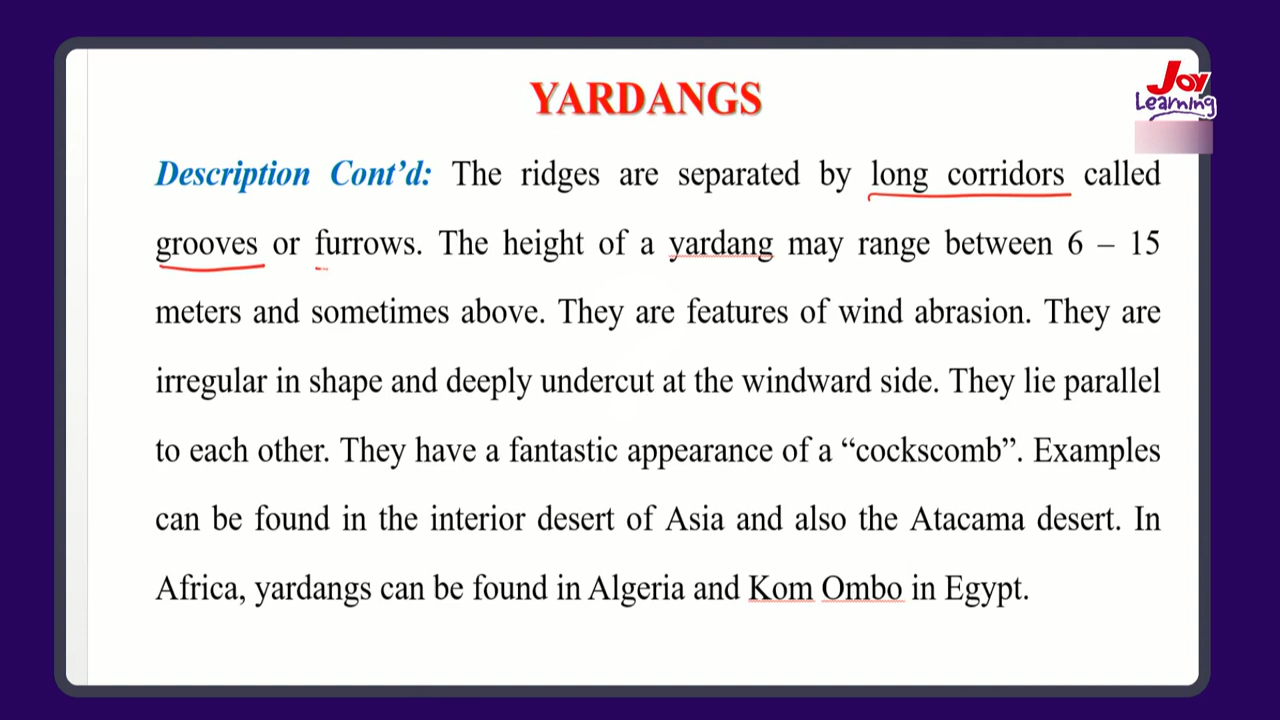 YARDANGS
Joy
Learning
Description Cont’d: The ridges are separated by long corridors called
grooves or furrows. The height of a yardang may range between 6 – 15
meters and sometimes above. They are features of wind abrasion. They are
irregular in shape and deeply undercut at the windward side. They lie parallel
to each other. They have a fantastic appearance of a “cockscomb”. Examples
can be found in the interior desert of Asia and also the Atacama desert. In
Africa, yardangs can be found in Algeria and Kom Ombo in Egypt.